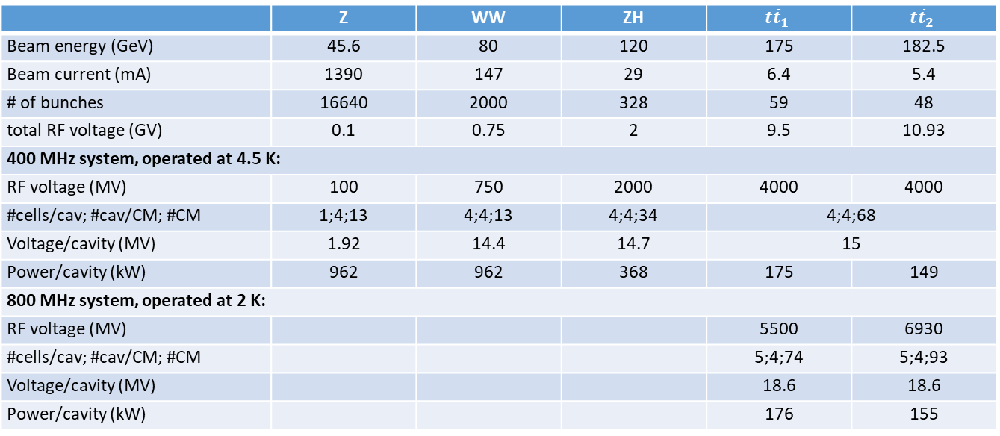 Z WW ZH tt̄₁ tt̄₂
Beam energy (GeV) 45.6 80 120 175 182.5
Beam current (mA) 1390 147 29 6.4 5.4
# of bunches 16640 2000 328 59 48
total RF voltage (GV) 0.1 0.75 2 9.5 10.93
400 MHz system, operated at 4.5 K:
RF voltage (MV) 100 750 2000 4000 4000
#cells/cav; #cav/CM; #CM 1;4;13 4;4;13 4;4;34 4;4;68
Voltage/cavity (MV) 1.92 14.4 14.7 15
Power/cavity (kW) 962 962 368 175 149
800 MHz system, operated at 2 K:
RF voltage (MV) 5500 6930
#cells/cav; #cav/CM; #CM 5;4;74 5;4;93
Voltage/cavity (MV) 18.6 18.6
Power/cavity (kW) 176 155